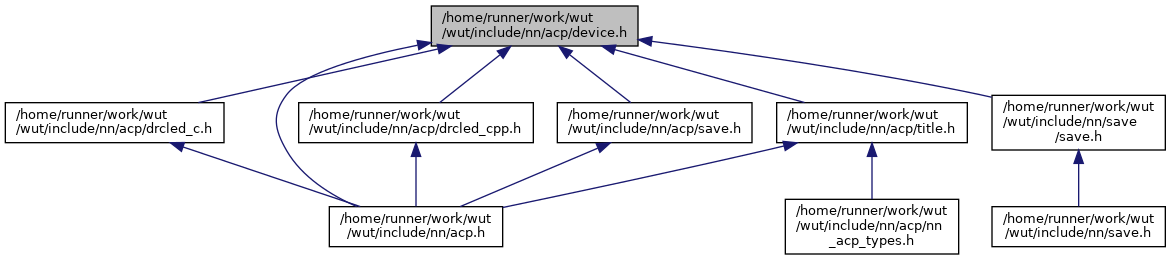 /home/runner/work/wut
/wut/include/nn/acp/device.h
/home/runner/work/wut
/wut/include/nn/acp/drcled_c.h
/home/runner/work/wut
/wut/include/nn/acp/drcled_cpp.h
/home/runner/work/wut
/wut/include/nn/acp/save.h
/home/runner/work/wut
/wut/include/nn/acp/title.h
/home/runner/work/wut
/wut/include/nn/save
/save.h
/home/runner/work/wut
/wut/include/nn/acp.h
/home/runner/work/wut
/wut/include/nn/acp/nn
_acp_types.h
/home/runner/work/wut
/wut/include/nn/save.h